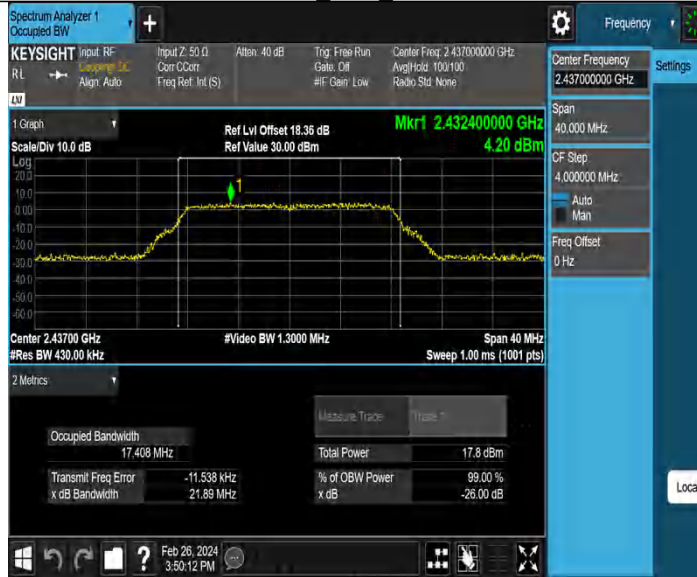 Spectrum Analyzer 1
Occupied BW
+
Frequency
KEYSIGHT
Input: RF
Coupling: DC
Align: Auto
RL
Input Z: 50 Ω
Corr CCorr
Freq Ref: Int (S)
Atten: 40 dB
Trig: Free Run
Gate: Off
#IF Gain: Low
Center Freq: 2.437000000 GHz
Avg|Hold: 100/100
Radio Std: None
Center Frequency
2.437000000 GHz
Settings
Span
40.000 MHz
CF Step
4.000000 MHz
Auto
Man
Freq Offset
0 Hz
1 Graph
Scale/Div 10.0 dB
Ref Lvl Offset 18.36 dB
Ref Value 30.00 dBm
Mkr1 2.432400000 GHz
4.20 dBm
Log
20.0
10.0
0.00
-10.0
-20.0
-30.0
-40.0
-50.0
-60.0
1
Center 2.43700 GHz
#Res BW 430.00 kHz
#Video BW 1.3000 MHz
Span 40 MHz
Sweep 1.00 ms (1001 pts)
2 Metrics
Measure Trace
Trace 1
Occupied Bandwidth
17.408 MHz
Total Power
17.8 dBm
Transmit Freq Error
-11.538 kHz
% of OBW Power
99.00 %
x dB Bandwidth
21.89 MHz
x dB
-26.00 dB
Loca
?
Feb 26, 2024
3:50:12 PM